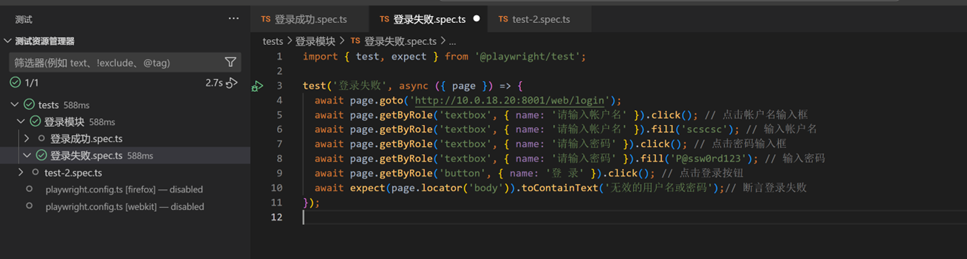 测试
测试资源管理器
筛选器(例如 text、!exclude、@tag)
1/1 2.7s
tests 588ms
登录模块 588ms
登录成功.spec.ts
登录失败.spec.ts 588ms
test-2.spec.ts
playwright.config.ts [firefox] — disabled
playwright.config.ts [webkit] — disabled
TS 登录成功.spec.ts TS 登录失败.spec.ts TS test-2.spec.ts
tests > 登录模块 > TS 登录失败.spec.ts > ...
1 import { test, expect } from '@playwright/test';
2
3 test('登录失败', async ({ page }) => {
4 await page.goto('http://10.0.18.20:8001/web/login');
5 await page.getByRole('textbox', { name: '请输入帐户名' }).click(); // 点击帐户名输入框
6 await page.getByRole('textbox', { name: '请输入帐户名' }).fill('scscsc'); // 输入帐户名
7 await page.getByRole('textbox', { name: '请输入密码' }).click(); // 点击密码输入框
8 await page.getByRole('textbox', { name: '请输入密码' }).fill('P@ssw0rd123'); // 输入密码
9 await page.getByRole('button', { name: '登 录' }).click(); // 点击登录按钮
10 await expect(page.locator('body')).toContainText('无效的用户名或密码');// 断言登录失败
11 });
12